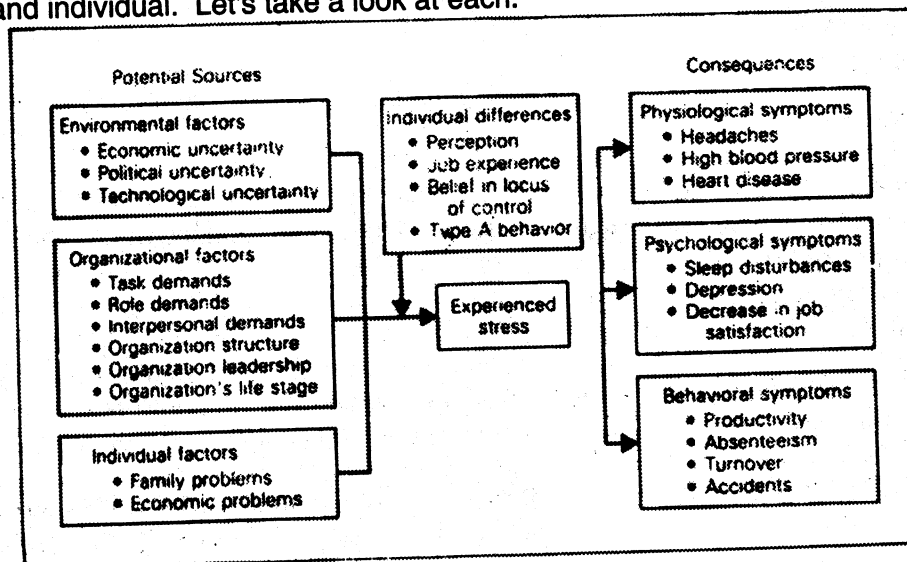 and individual. Let's take a look at each.
Potential Sources
Environmental factors
• Economic uncertainty
• Political uncertainty
• Technological uncertainty
Organizational factors
• Task demands
• Role demands
• Interpersonal demands
• Organization structure
• Organization leadership
• Organization's life stage
Individual factors
• Family problems
• Economic problems
Individual differences
• Perception
• Job experience
• Belief in locus
of control
• Type A behavior
Experienced
stress
Consequences
Physiological symptoms
• Headaches
• High blood pressure
• Heart disease
Psychological symptoms
• Sleep disturbances
• Depression
• Decrease in job
satisfaction
Behavioral symptoms
• Productivity
• Absenteeism
• Turnover
• Accidents